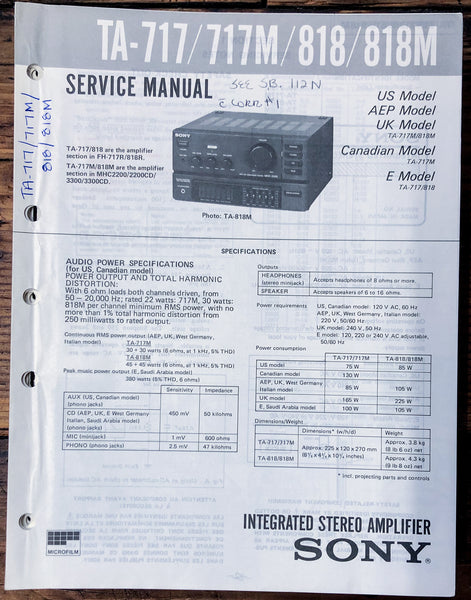 TA-717/717M/818/818M
SERVICE MANUAL
SEE S.B. 112N
& CORR #1
TA-717/717M/
818/818M
US Model
AEP Model
UK Model
TA-717M/818M
Canadian Model
TA-717M
E Model
TA-717/818
SONY
TA-717/818 are the amplifier
section in FH-717R/818R.
TA-717M/818M are the amplifier
section in MHC2200/2200CD/
3300/3300CD.
Photo: TA-818M
SPECIFICATIONS
AUDIO POWER SPECIFICATIONS
(for US, Canadian model)
POWER OUTPUT AND TOTAL HARMONIC
DISTORTION:
With 6 ohm loads both channels driven, from
50 – 20,000 Hz; rated 22 watts: 717M, 30 watts:
818M per channel minimum RMS power, with no
more than 1% total harmonic distortion from
250 milliwatts to rated output.
Continuous RMS power output (AEP, UK, West Germany,
Italian model)
TA-717M
30 + 30 watts (6 ohms, at 1 kHz, 5% THD)
TA-818M
45 + 45 watts (6 ohms, at 1 kHz, 5% THD)
Peak music power output (E, Saudi Arabia model)
380 watts (5% THD, 6 ohms)
Sensitivity Impedance
AUX (US, Canadian model)
(phono jacks)
CD (AEP, UK, E West Germany
Italian, Saudi Arabia model)
(phono jacks)
450 mV 50 kilohms
MIC (minijack) 1 mV 600 ohms
PHONO (phono jacks) 2.5 mV 47 kilohms
Outputs
HEADPHONES
(stereo minijack)
Accepts headphones of 8 ohms or more.
SPEAKER Accepts speakers of 6 to 16 ohms.
Power requirements US, Canadian model: 120 V AC, 60 Hz
AEP, UK, West Germany, Italian model:
220 V, 50/60 Hz
UK model: 240 V, 50 Hz
E model: 120, 220 or 240 V AC adjustable,
50/60 Hz
Power consumption
TA-717/717M TA-818/818M
US model 75 W 85 W
Canadian model 130 W
AEP, UK, West Germany,
Italian model
85 W 105 W
UK model 165 W 225 W
E, Saudi Arabia model 100 W 105 W
Dimensions/Weight
Dimensions* (w/h/d) Weight
TA-717/717M Approx. 3.8 kg
(8 lb 6 oz) net
Approx. 225 x 120 x 270 mm
TA-818/818M Approx. 4.3 kg
(9 lb 8 oz) net
* incl. projecting parts and controls
MICROFILM
INTEGRATED STEREO AMPLIFIER
SONY®